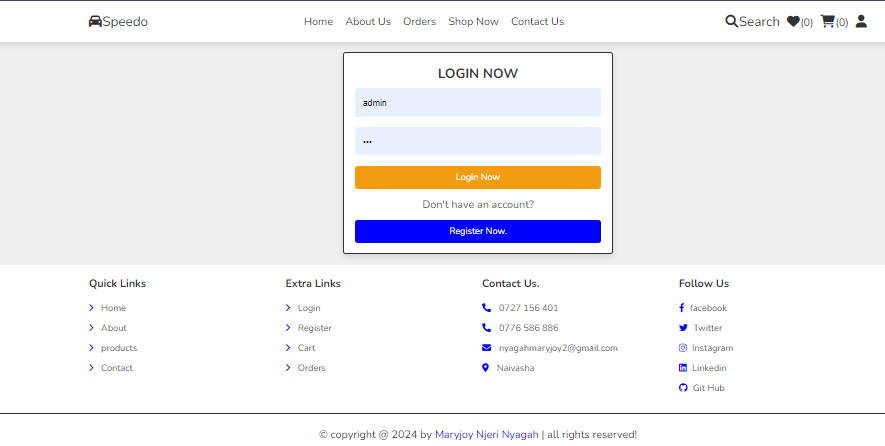 Speedo Home About Us Orders Shop Now Contact Us Search (0) (0)
LOGIN NOW
admin
•••
Login Now
Don't have an account?
Register Now.
Quick Links
Home
About
products
Contact
Extra Links
Login
Register
Cart
Orders
Contact Us.
0727 156 401
0776 586 886
nyagahmaryjoy2@gmail.com
Naivasha
Follow Us
facebook
Twitter
Instagram
Linkedin
Git Hub
© copyright @ 2024 by Maryjoy Njeri Nyagah | all rights reserved!